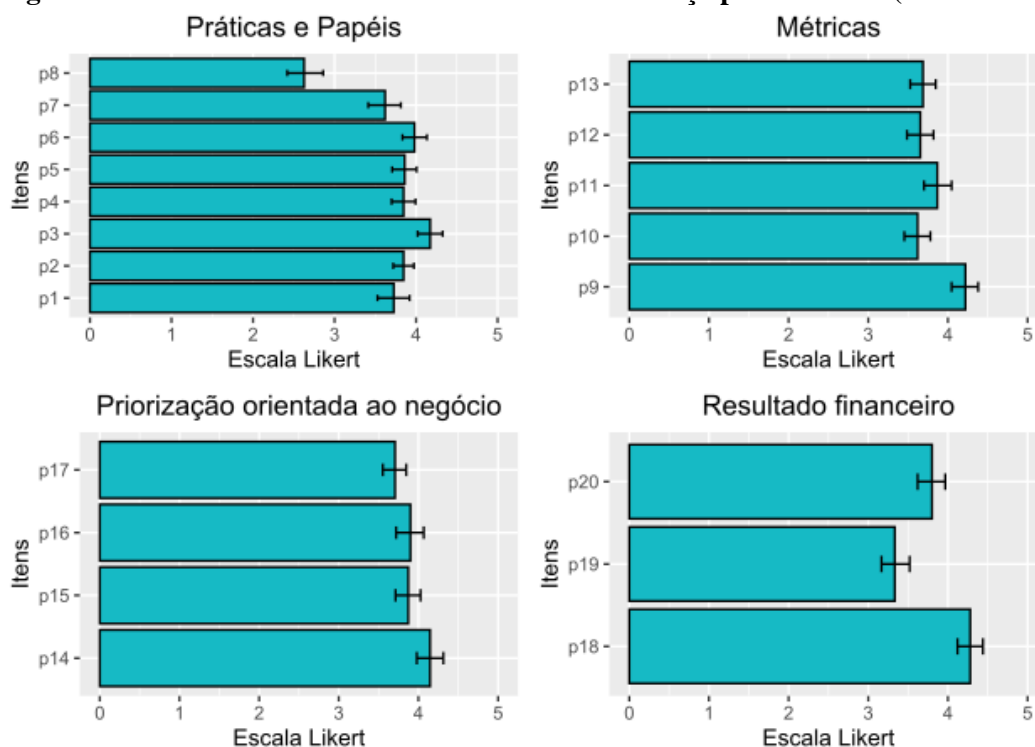 Práticas e Papéis
p8
p7
p6
p5
p4
p3
p2
p1
Itens
0 1 2 3 4 5
Escala Likert
Métricas
p13
p12
p11
p10
p9
Itens
0 1 2 3 4 5
Escala Likert
Priorização orientada ao negócio
p17
p16
p15
p14
Itens
0 1 2 3 4 5
Escala Likert
Resultado financeiro
p20
p19
p18
Itens
0 1 2 3 4 5
Escala Likert